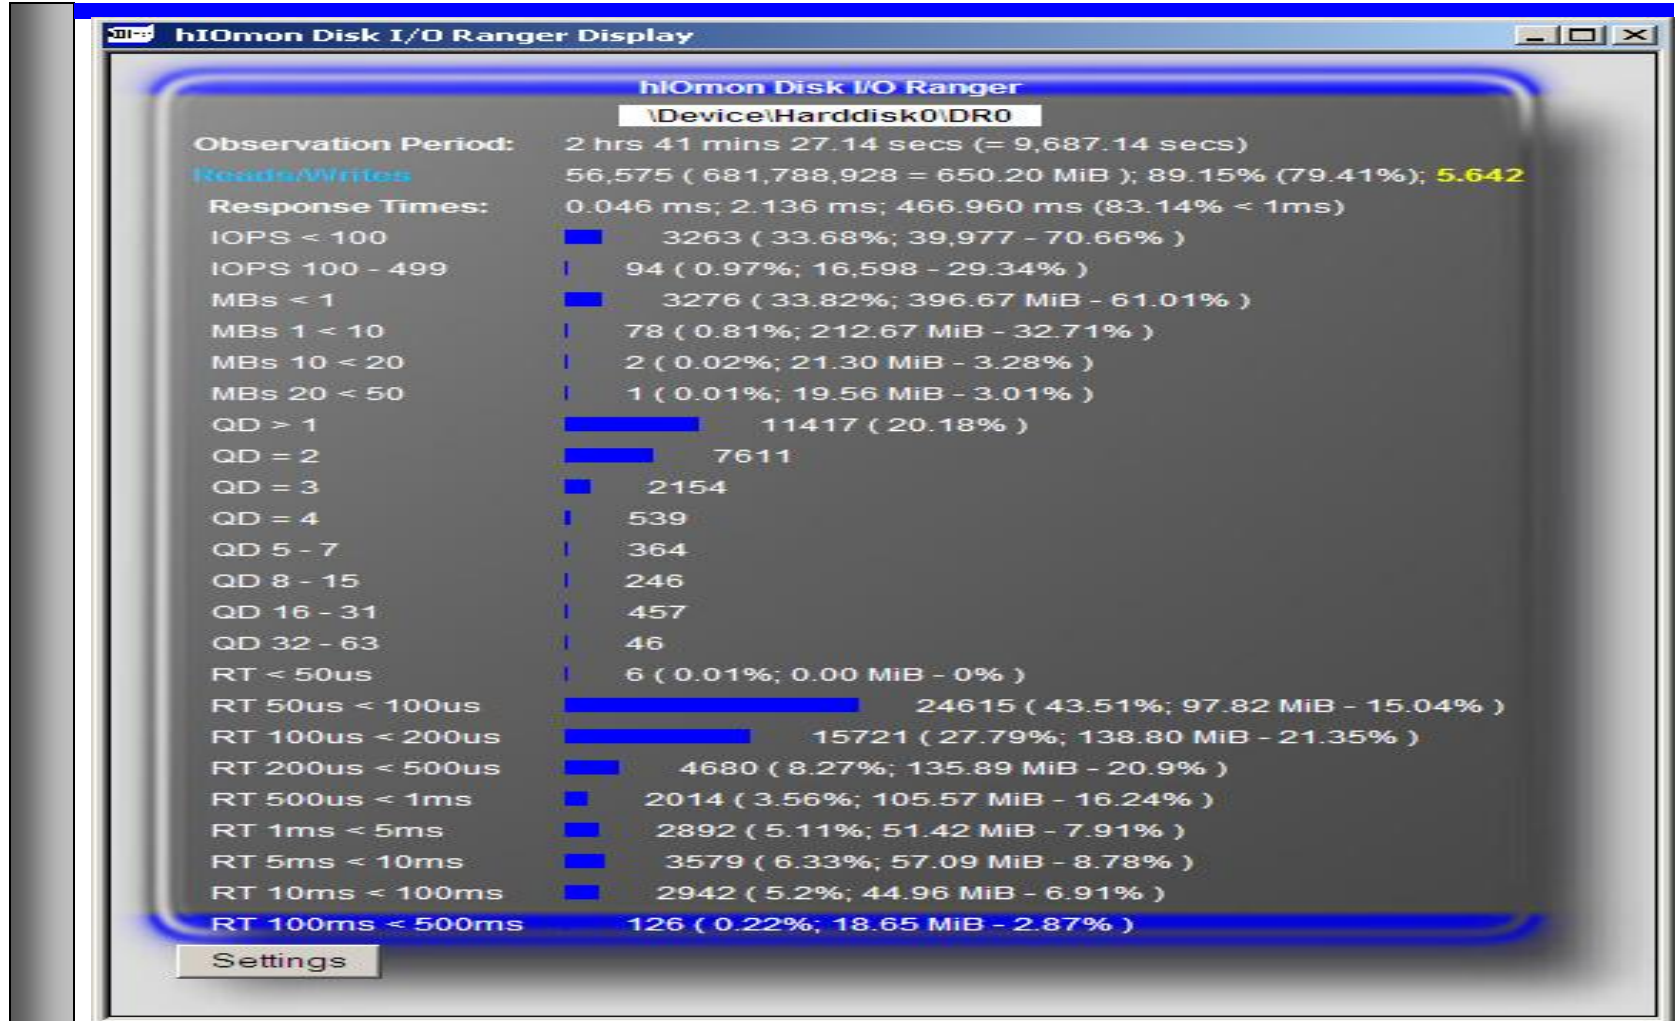 hIOmon Disk I/O Ranger Display
hIOmon Disk I/O Ranger
\Device\Harddisk0\DR0
Observation Period: 2 hrs 41 mins 27.14 secs (= 9,687.14 secs)
Reads/Writes 56,575 ( 681,788,928 = 650.20 MiB ); 89.15% (79.41%); 5.642
Response Times: 0.046 ms; 2.136 ms; 466.960 ms (83.14% < 1ms)
IOPS < 100 3263 ( 33.68%; 39,977 - 70.66% )
IOPS 100 - 499 94 ( 0.97%; 16,598 - 29.34% )
MBs < 1 3276 ( 33.82%; 396.67 MiB - 61.01% )
MBs 1 < 10 78 ( 0.81%; 212.67 MiB - 32.71% )
MBs 10 < 20 2 ( 0.02%; 21.30 MiB - 3.28% )
MBs 20 < 50 1 ( 0.01%; 19.56 MiB - 3.01% )
QD > 1 11417 ( 20.18% )
QD = 2 7611
QD = 3 2154
QD = 4 539
QD 5 - 7 364
QD 8 - 15 246
QD 16 - 31 457
QD 32 - 63 46
RT < 50us 6 ( 0.01%; 0.00 MiB - 0% )
RT 50us < 100us 24615 ( 43.51%; 97.82 MiB - 15.04% )
RT 100us < 200us 15721 ( 27.79%; 138.80 MiB - 21.35% )
RT 200us < 500us 4680 ( 8.27%; 135.89 MiB - 20.9% )
RT 500us < 1ms 2014 ( 3.56%; 105.57 MiB - 16.24% )
RT 1ms < 5ms 2892 ( 5.11%; 51.42 MiB - 7.91% )
RT 5ms < 10ms 3579 ( 6.33%; 57.09 MiB - 8.78% )
RT 10ms < 100ms 2942 ( 5.2%; 44.96 MiB - 6.91% )
RT 100ms < 500ms 126 ( 0.22%; 18.65 MiB - 2.87% )
Settings